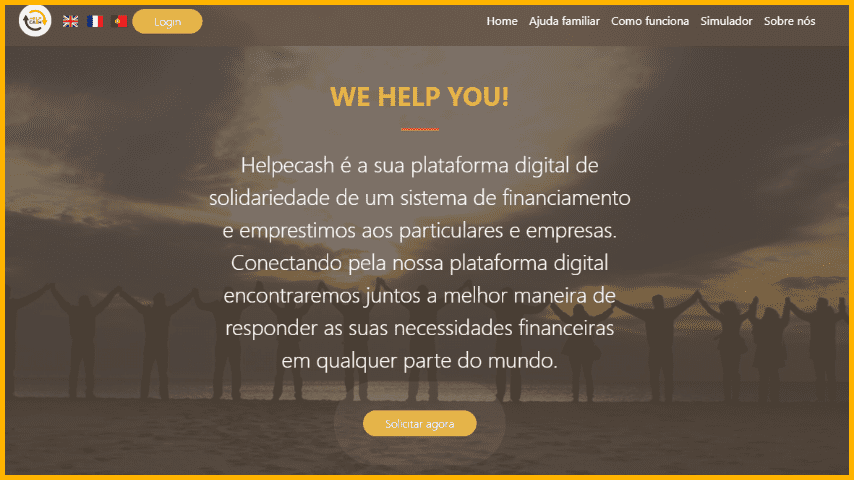 HELP
CASH
Login
Home Ajuda familiar Como funciona Simulador Sobre nós
WE HELP YOU!
Helpecash é a sua plataforma digital de
solidariedade de um sistema de financiamento
e emprestimos aos particulares e empresas.
Conectando pela nossa plataforma digital
encontraremos juntos a melhor maneira de
responder as suas necessidades financeiras
em qualquer parte do mundo.
Solicitar agora